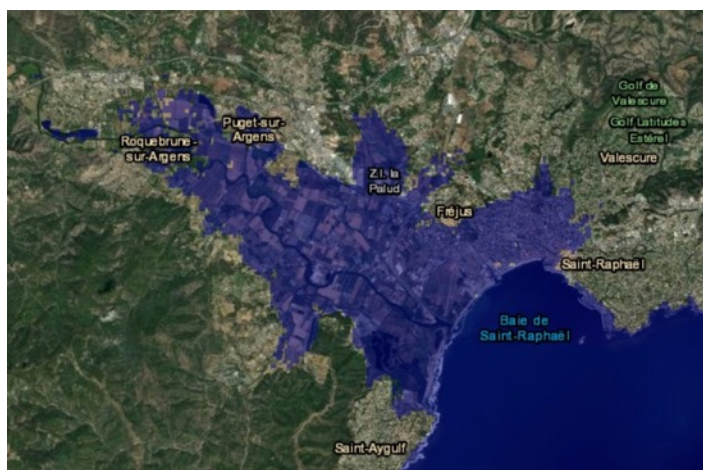 Golf de
Valescure
Puget-sur-
Argens
Golf Latitudes
Estérel
Roquebrune-
sur-Argens
Valescure
Z.I. la
Palud
Fréjus
Saint-Raphaël
Baie de
Saint-Raphaël
Saint-Aygulf